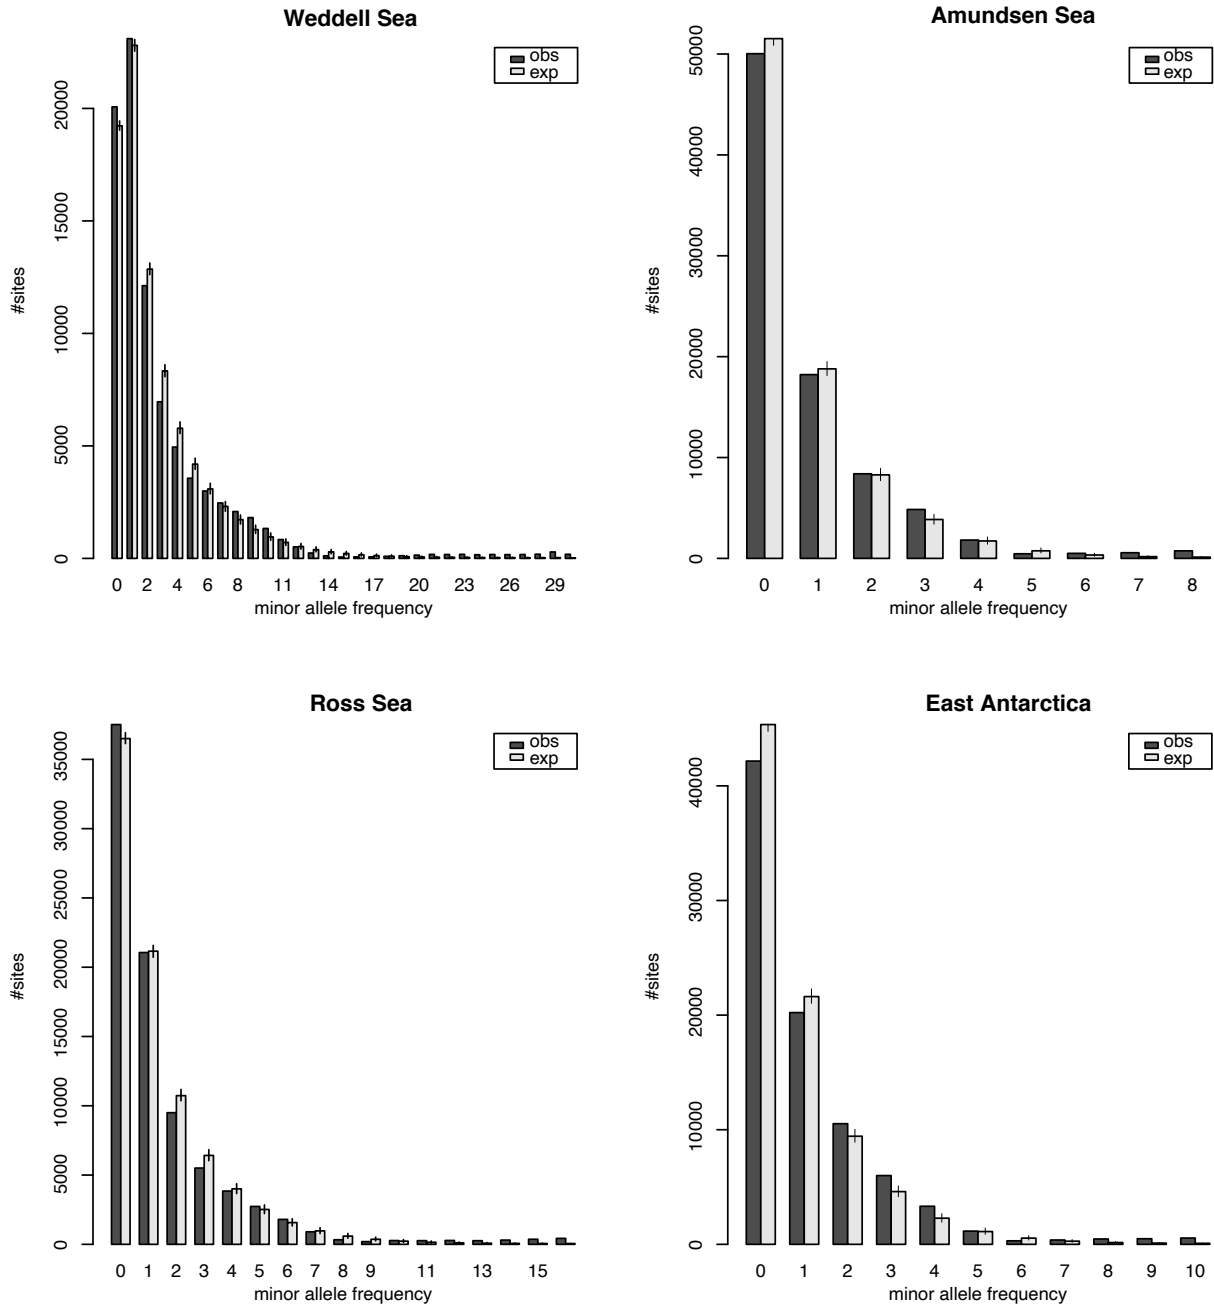 Weddell Sea
obs
exp
#sites
20000
15000
10000
5000
0
0 2 4 6 8 11 14 17 20 23 26 29
minor allele frequency
Amundsen Sea
obs
exp
#sites
50000
40000
30000
20000
10000
0
0 1 2 3 4 5 6 7 8
minor allele frequency
Ross Sea
obs
exp
#sites
35000
30000
25000
20000
15000
10000
5000
0
0 1 2 3 4 5 6 7 8 9 11 13 15
minor allele frequency
East Antarctica
obs
exp
#sites
40000
30000
20000
10000
0
0 1 2 3 4 5 6 7 8 9 10
minor allele frequency